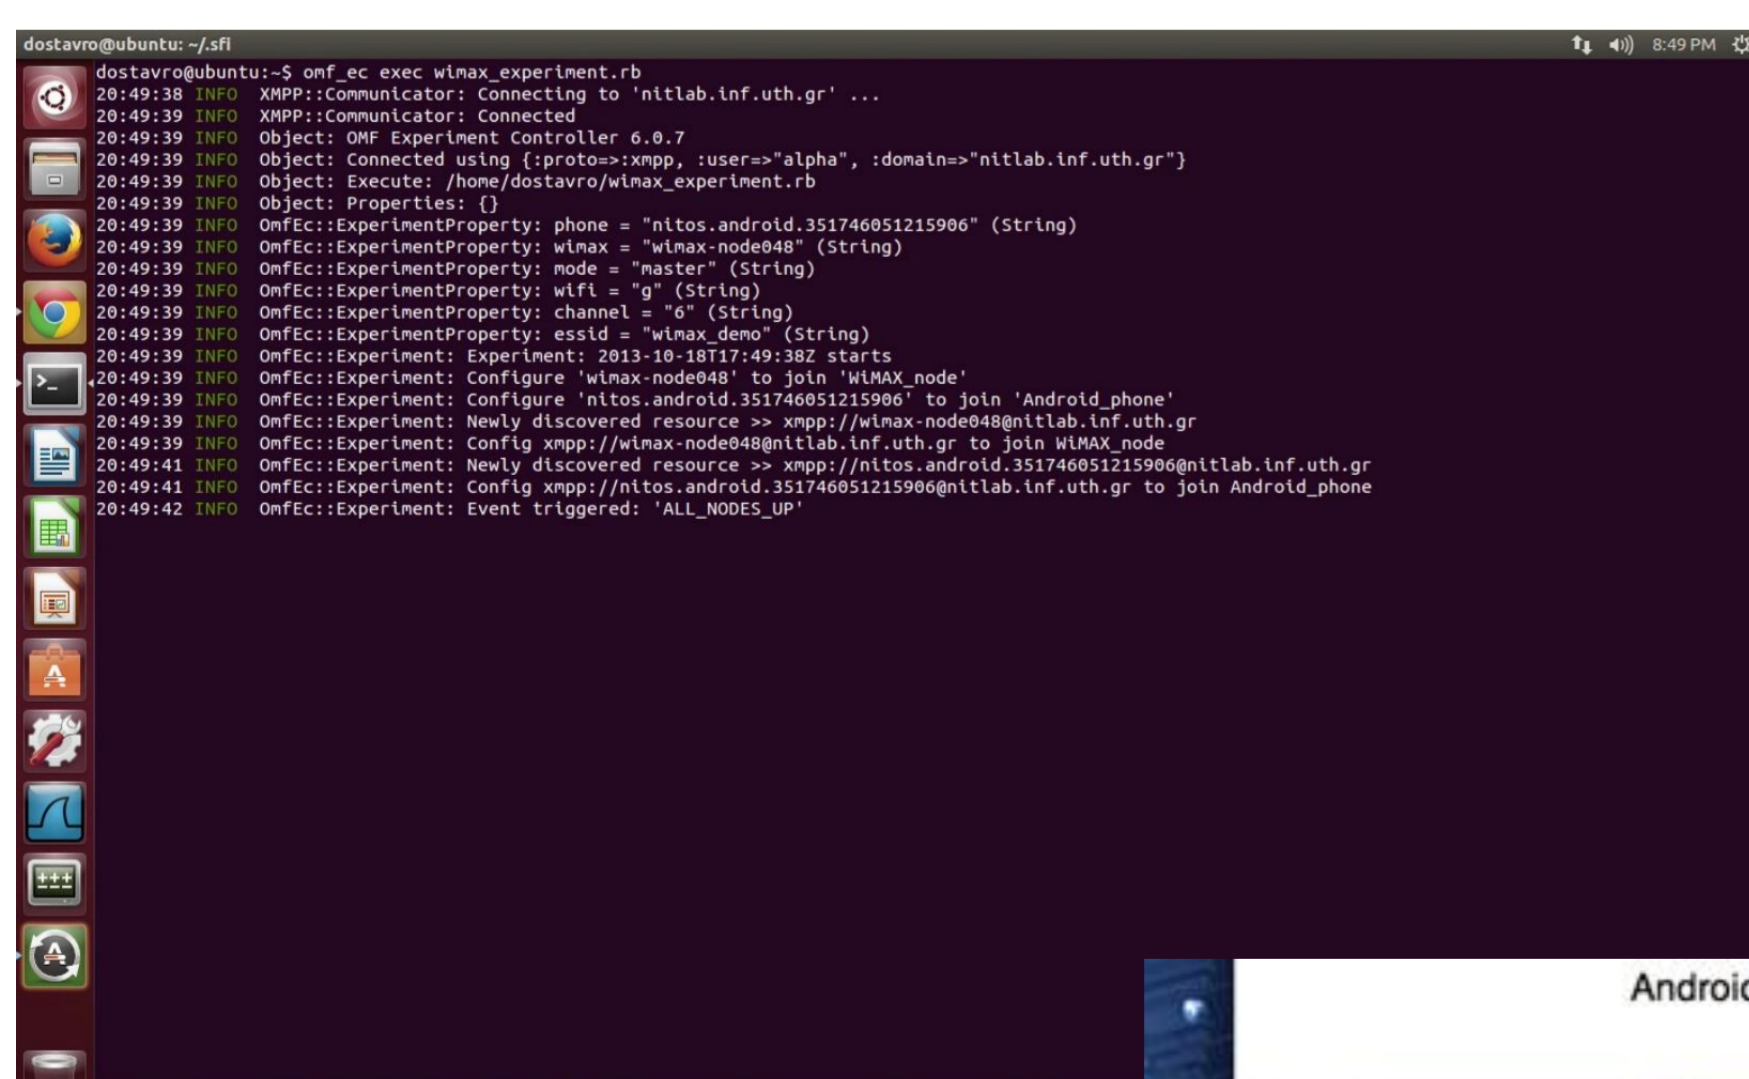 dostavro@ubuntu: ~/.sfi
8:49 PM
dostavro@ubuntu:~$ omf_ec exec wimax_experiment.rb
20:49:38 INFO  XMPP::Communicator: Connecting to 'nitlab.inf.uth.gr' ...
20:49:39 INFO  XMPP::Communicator: Connected
20:49:39 INFO  Object: OMF Experiment Controller 6.0.7
20:49:39 INFO  Object: Connected using {:proto=>:xmpp, :user=>"alpha", :domain=>"nitlab.inf.uth.gr"}
20:49:39 INFO  Object: Execute: /home/dostavro/wimax_experiment.rb
20:49:39 INFO  Object: Properties: {}
20:49:39 INFO  OmfEc::ExperimentProperty: phone = "nitos.android.351746051215906" (String)
20:49:39 INFO  OmfEc::ExperimentProperty: wimax = "wimax-node048" (String)
20:49:39 INFO  OmfEc::ExperimentProperty: mode = "master" (String)
20:49:39 INFO  OmfEc::ExperimentProperty: wifi = "g" (String)
20:49:39 INFO  OmfEc::ExperimentProperty: channel = "6" (String)
20:49:39 INFO  OmfEc::ExperimentProperty: essid = "wimax_demo" (String)
20:49:39 INFO  OmfEc::Experiment: Experiment: 2013-10-18T17:49:38Z starts
20:49:39 INFO  OmfEc::Experiment: Configure 'wimax-node048' to join 'WiMAX_node'
20:49:39 INFO  OmfEc::Experiment: Configure 'nitos.android.351746051215906' to join 'Android_phone'
20:49:39 INFO  OmfEc::Experiment: Newly discovered resource >> xmpp://wimax-node048@nitlab.inf.uth.gr
20:49:39 INFO  OmfEc::Experiment: Config xmpp://wimax-node048@nitlab.inf.uth.gr to join WiMAX_node
20:49:41 INFO  OmfEc::Experiment: Newly discovered resource >> xmpp://nitos.android.351746051215906@nitlab.inf.uth.gr
20:49:41 INFO  OmfEc::Experiment: Config xmpp://nitos.android.351746051215906@nitlab.inf.uth.gr to join Android_phone
20:49:42 INFO  OmfEc::Experiment: Event triggered: 'ALL_NODES_UP'